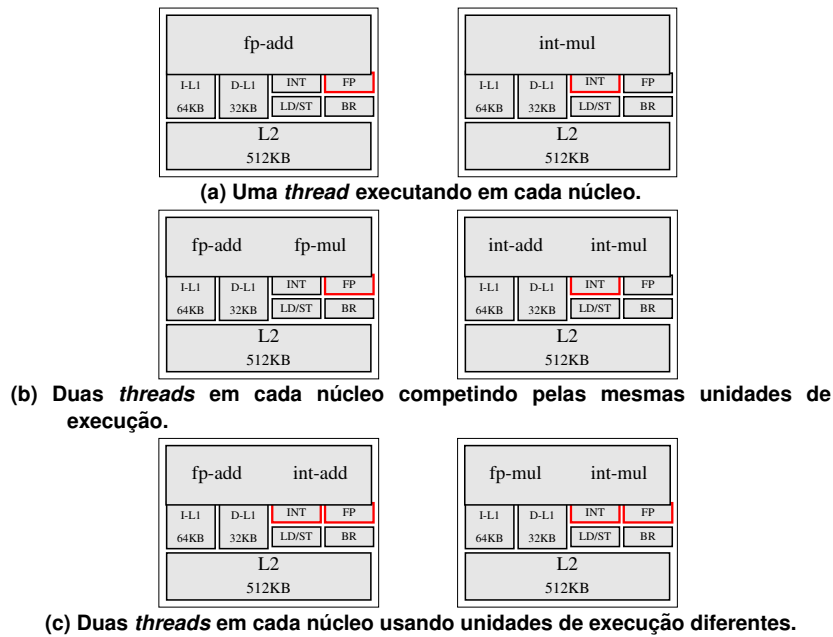 fp-add int-mul
I-L1 D-L1 INT FP I-L1 D-L1 INT FP
64KB 32KB LD/ST BR 64KB 32KB LD/ST BR
L2 L2
512KB 512KB
(a) Uma thread executando em cada núcleo.
fp-add fp-mul int-add int-mul
I-L1 D-L1 INT FP I-L1 D-L1 INT FP
64KB 32KB LD/ST BR 64KB 32KB LD/ST BR
L2 L2
512KB 512KB
(b) Duas threads em cada núcleo competindo pelas mesmas unidades de
execução.
fp-add int-add fp-mul int-mul
I-L1 D-L1 INT FP I-L1 D-L1 INT FP
64KB 32KB LD/ST BR 64KB 32KB LD/ST BR
L2 L2
512KB 512KB
(c) Duas threads em cada núcleo usando unidades de execução diferentes.